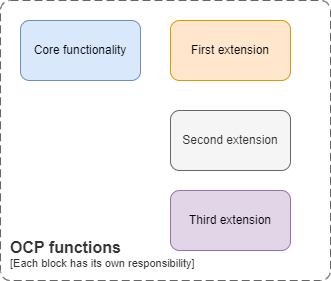 Core functionality
First extension
Second extension
Third extension
OCP functions
[Each block has its own responsibility]